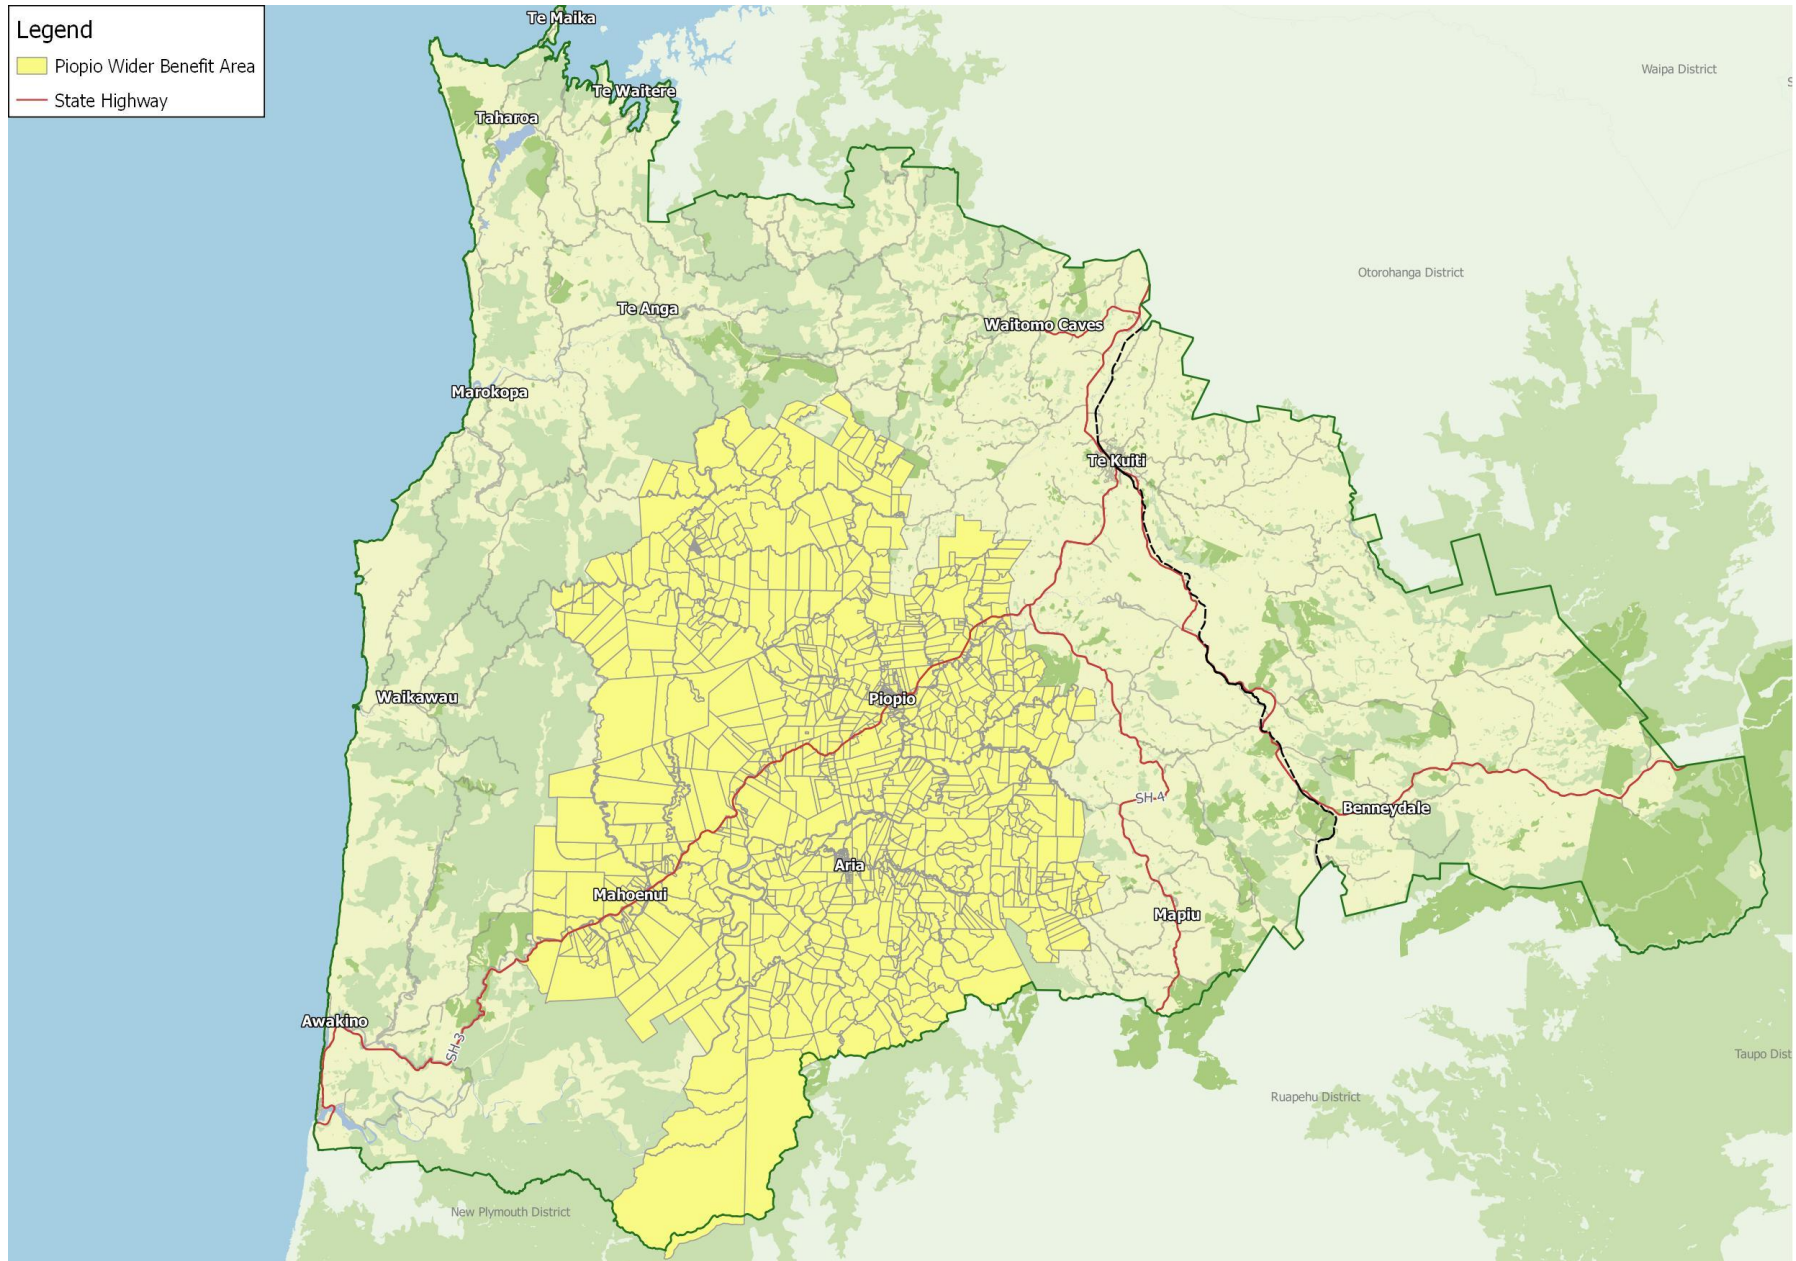 Legend
Piopio Wider Benefit Area
State Highway
Te Maika
Waipa District
Te Waitere
Taharoa
Otorohanga District
Te Anga
Waitomo Caves
Marokopa
Te Kuiti
Waikawau
Piopio
SH 4
Benneydale
Aria
Mahoenui
Mapiu
Awakino
SH 3
Taupo Dist
Ruapehu District
New Plymouth District